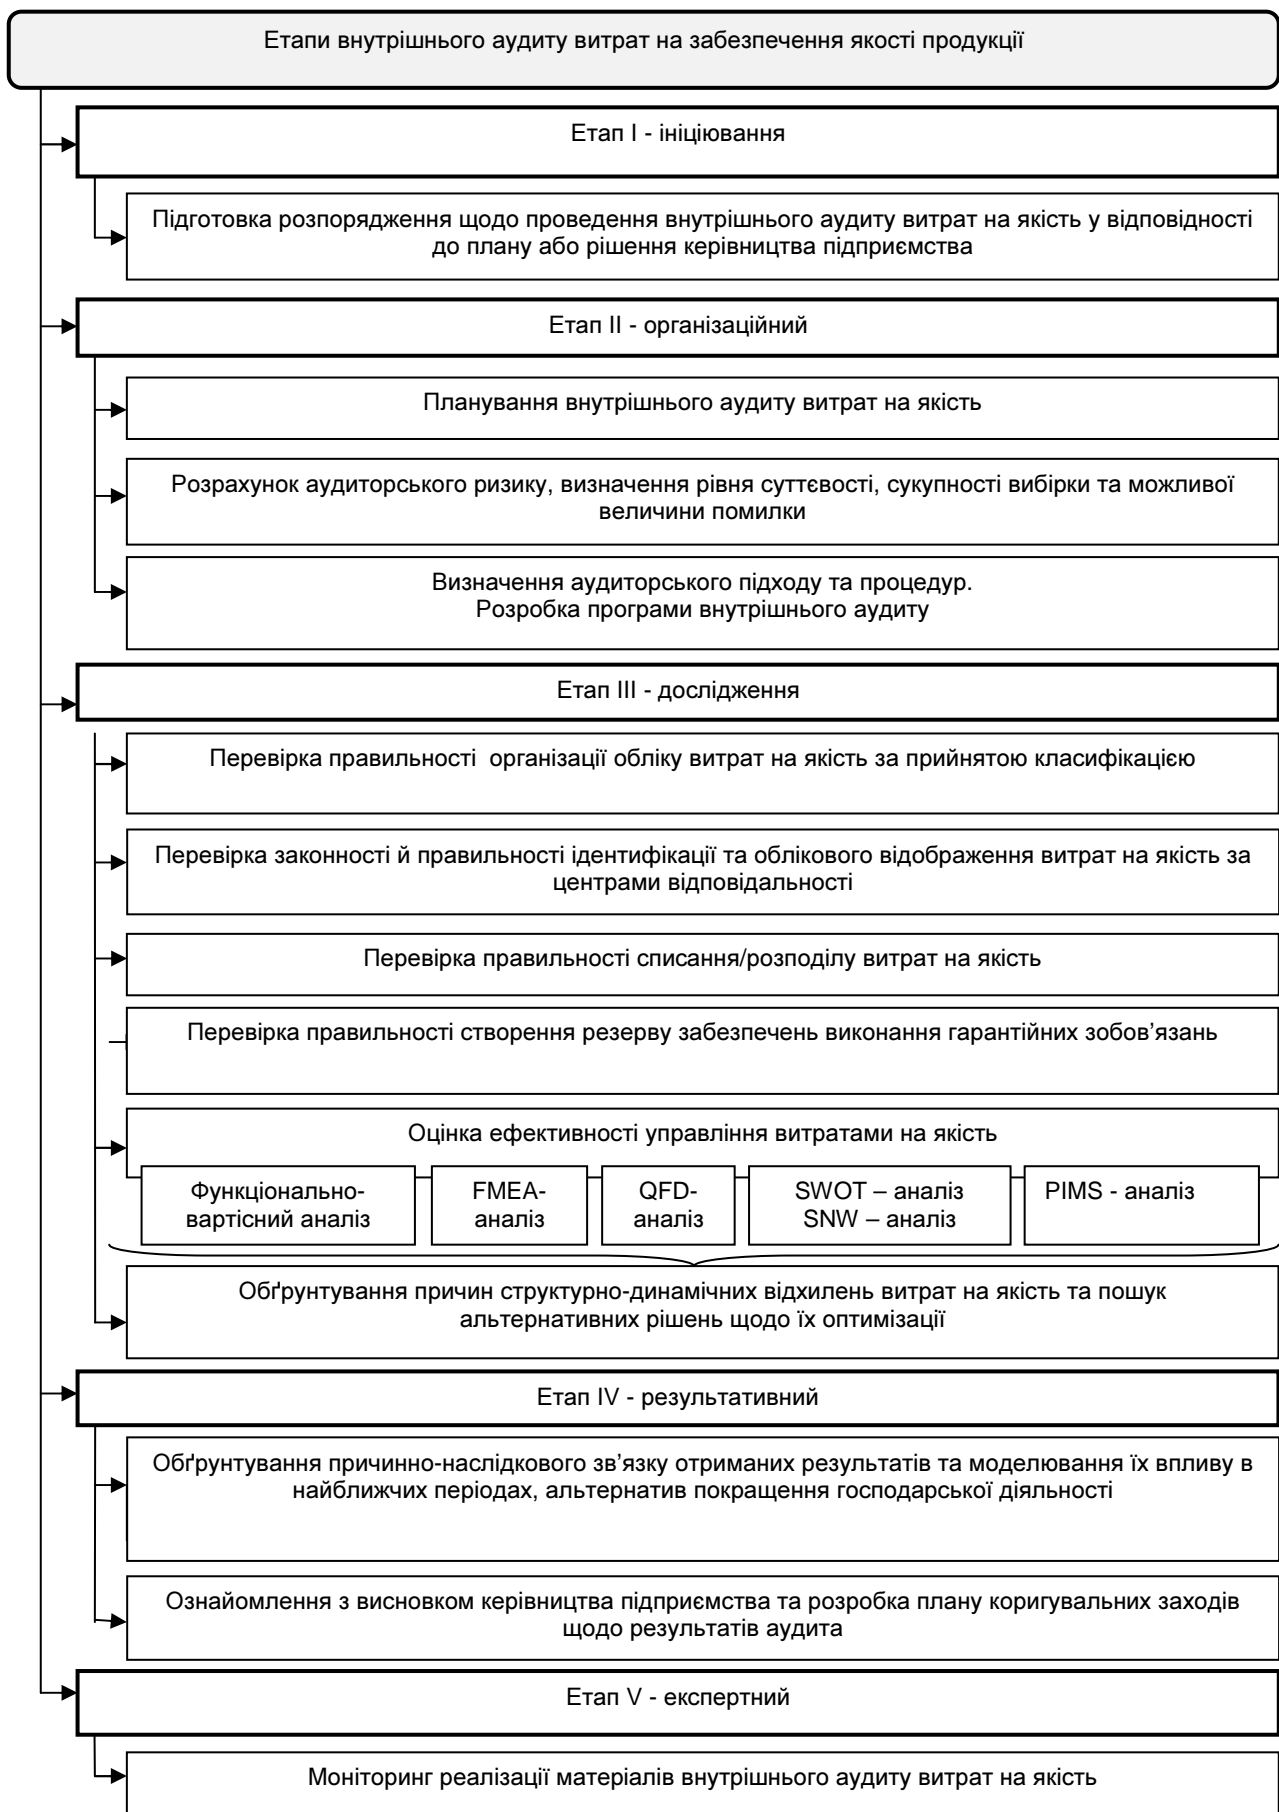 Етапи внутрішнього аудиту витрат на забезпечення якості продукції
Етап I - ініціювання
Підготовка розпорядження щодо проведення внутрішнього аудиту витрат на якість у відповідності
до плану або рішення керівництва підприємства
Етап II - організаційний
Планування внутрішнього аудиту витрат на якість
Розрахунок аудиторського ризику, визначення рівня суттєвості, сукупності вибірки та можливої
величини помилки
Визначення аудиторського підходу та процедур.
Розробка програми внутрішнього аудиту
Етап III - дослідження
Перевірка правильності  організації обліку витрат на якість за прийнятою класифікацією
Перевірка законності й правильності ідентифікації та облікового відображення витрат на якість за
центрами відповідальності
Перевірка правильності списання/розподілу витрат на якість
Перевірка правильності створення резерву забезпечень виконання гарантійних зобов’язань
Оцінка ефективності управління витратами на якість
Функціонально-
вартісний аналіз
FMEA-
аналіз
QFD-
аналіз
SWOT – аналіз
SNW – аналіз
PIMS - аналіз
Обґрунтування причин структурно-динамічних відхилень витрат на якість та пошук
альтернативних рішень щодо їх оптимізації
Етап IV - результативний
Обґрунтування причинно-наслідкового зв’язку отриманих результатів та моделювання їх впливу в
найближчих періодах, альтернатив покращення господарської діяльності
Ознайомлення з висновком керівництва підприємства та розробка плану коригувальних заходів
щодо результатів аудита
Етап V - експертний
Моніторинг реалізації матеріалів внутрішнього аудиту витрат на якість